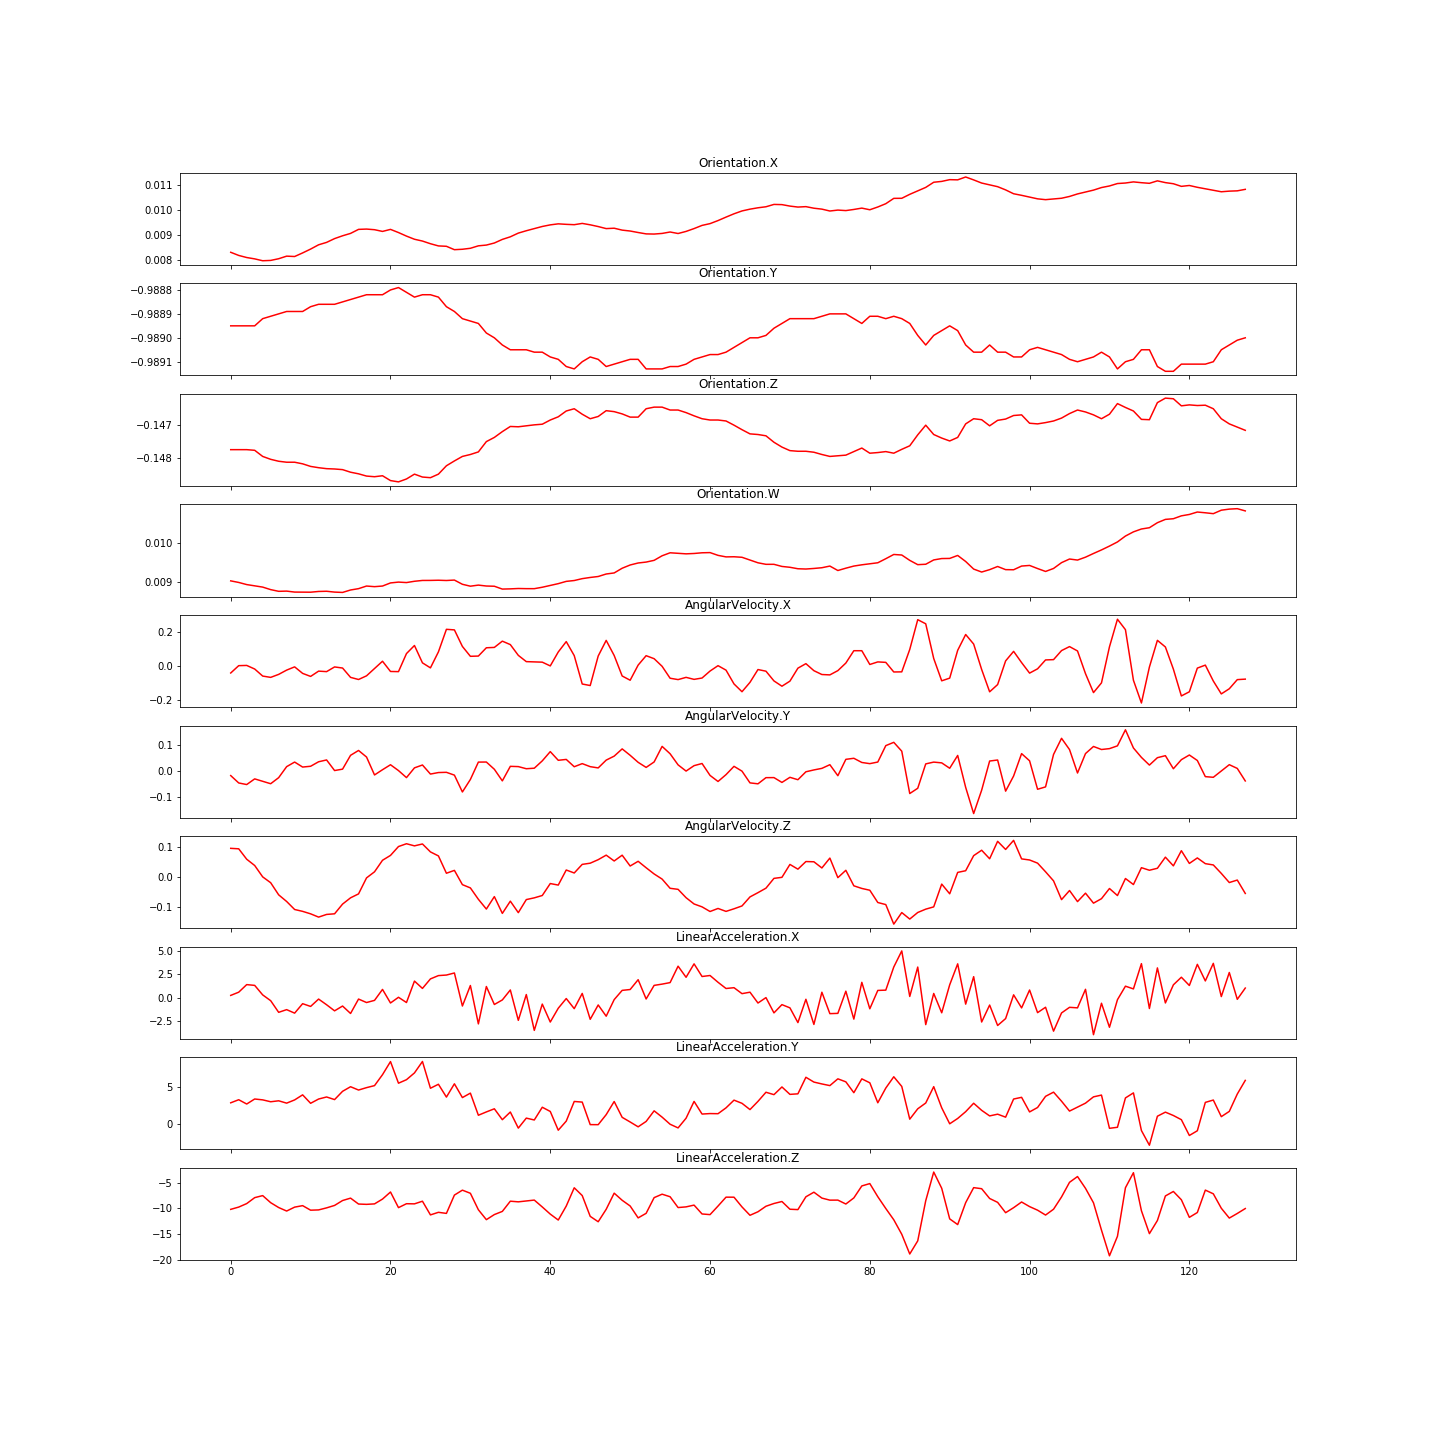 Orientation.X
0.011
0.010
0.009
0.008
Orientation.Y
−0.9888
−0.9889
−0.9890
−0.9891
Orientation.Z
−0.147
−0.148
Orientation.W
0.010
0.009
AngularVelocity.X
0.2
0.0
−0.2
AngularVelocity.Y
0.1
0.0
−0.1
AngularVelocity.Z
0.1
0.0
−0.1
LinearAcceleration.X
5.0
2.5
0.0
−2.5
LinearAcceleration.Y
5
0
LinearAcceleration.Z
−5
−10
−15
−20
0 20 40 60 80 100 120